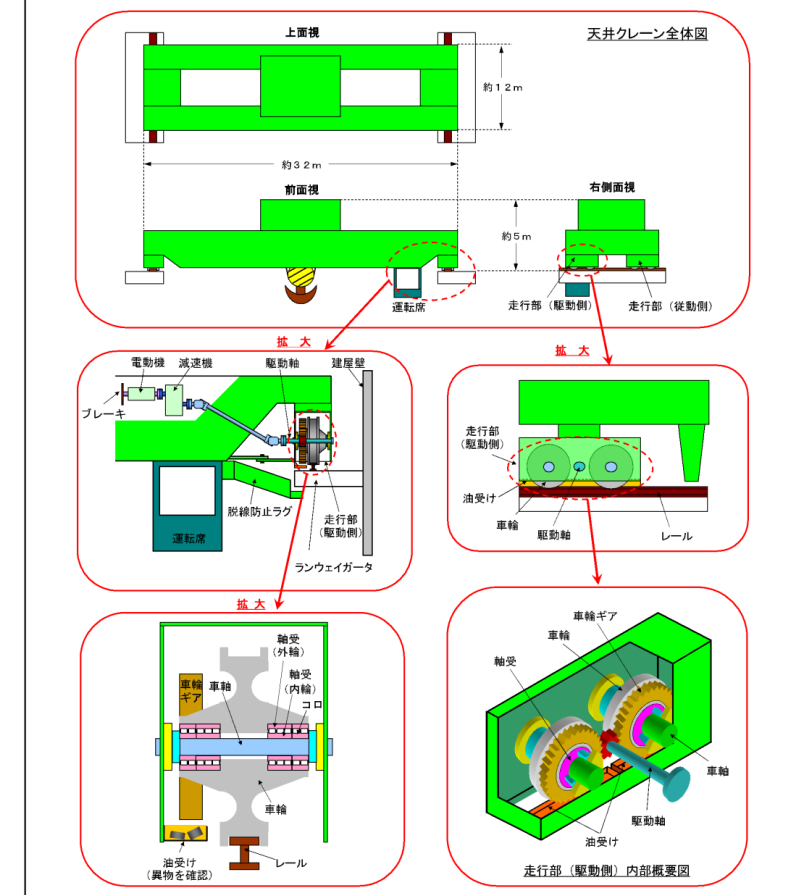 天井クレーン全体図
上面視
約12m
約32m
前面視
右側面視
約5m
運転席
走行部(駆動側)
走行部(従動側)
拡 大
拡 大
電動機
減速機
駆動軸
建屋壁
ブレーキ
脱線防止ラグ
走行部
(駆動側)
運転席
ランウェイガータ
走行部
(駆動側)
油受け
車輪
駆動軸
レール
拡 大
軸受
(外輪)
軸受
(内輪)
コロ
車輪
ギア
車軸
車輪
油受け
(異物を確認)
レール
車輪ギア
車輪
軸受
車軸
駆動軸
油受け
走行部(駆動側)内部概要図